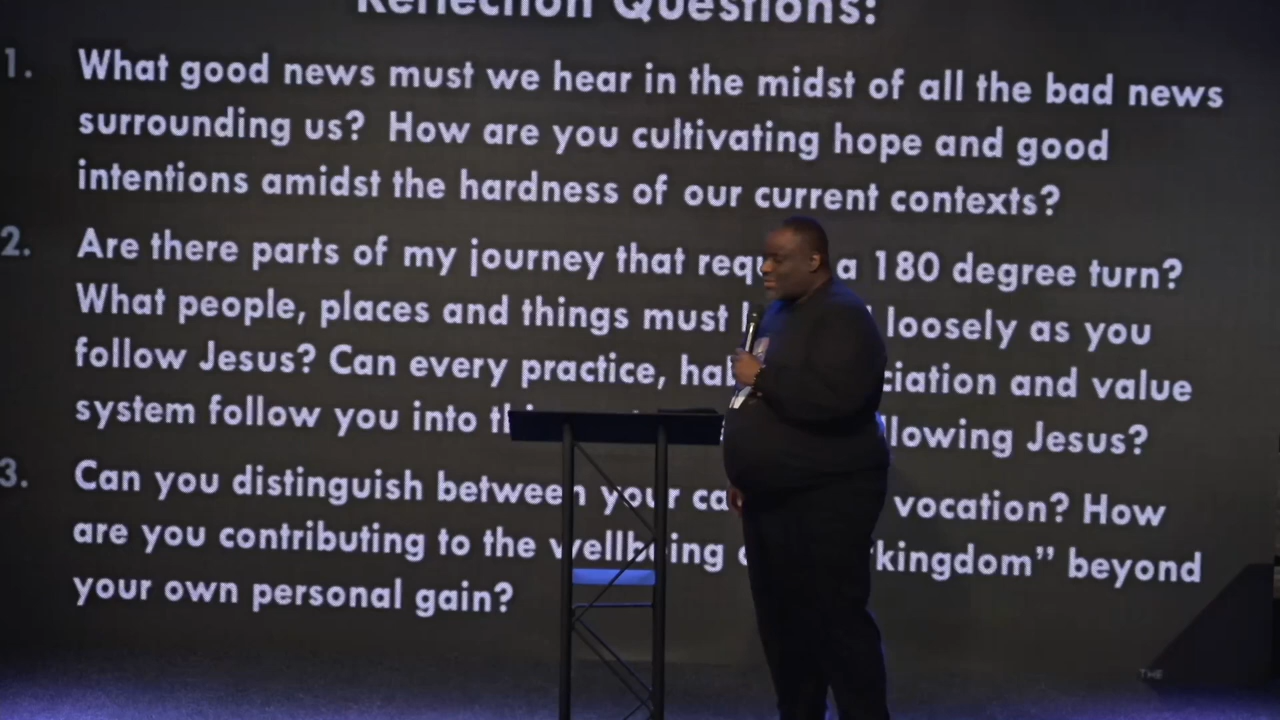 Reflection Questions:
1. What good news must we hear in the midst of all the bad news
surrounding us? How are you cultivating hope and good
intentions amidst the hardness of our current contexts?
2. Are there parts of my journey that a 180 degree turn?
What people, places and things must loosely as you
follow Jesus? Can every practice, and value
system follow you into Jesus?
3. Can you distinguish between your vocation? How
are you contributing to the wellbeing "kingdom" beyond
your own personal gain?
THE